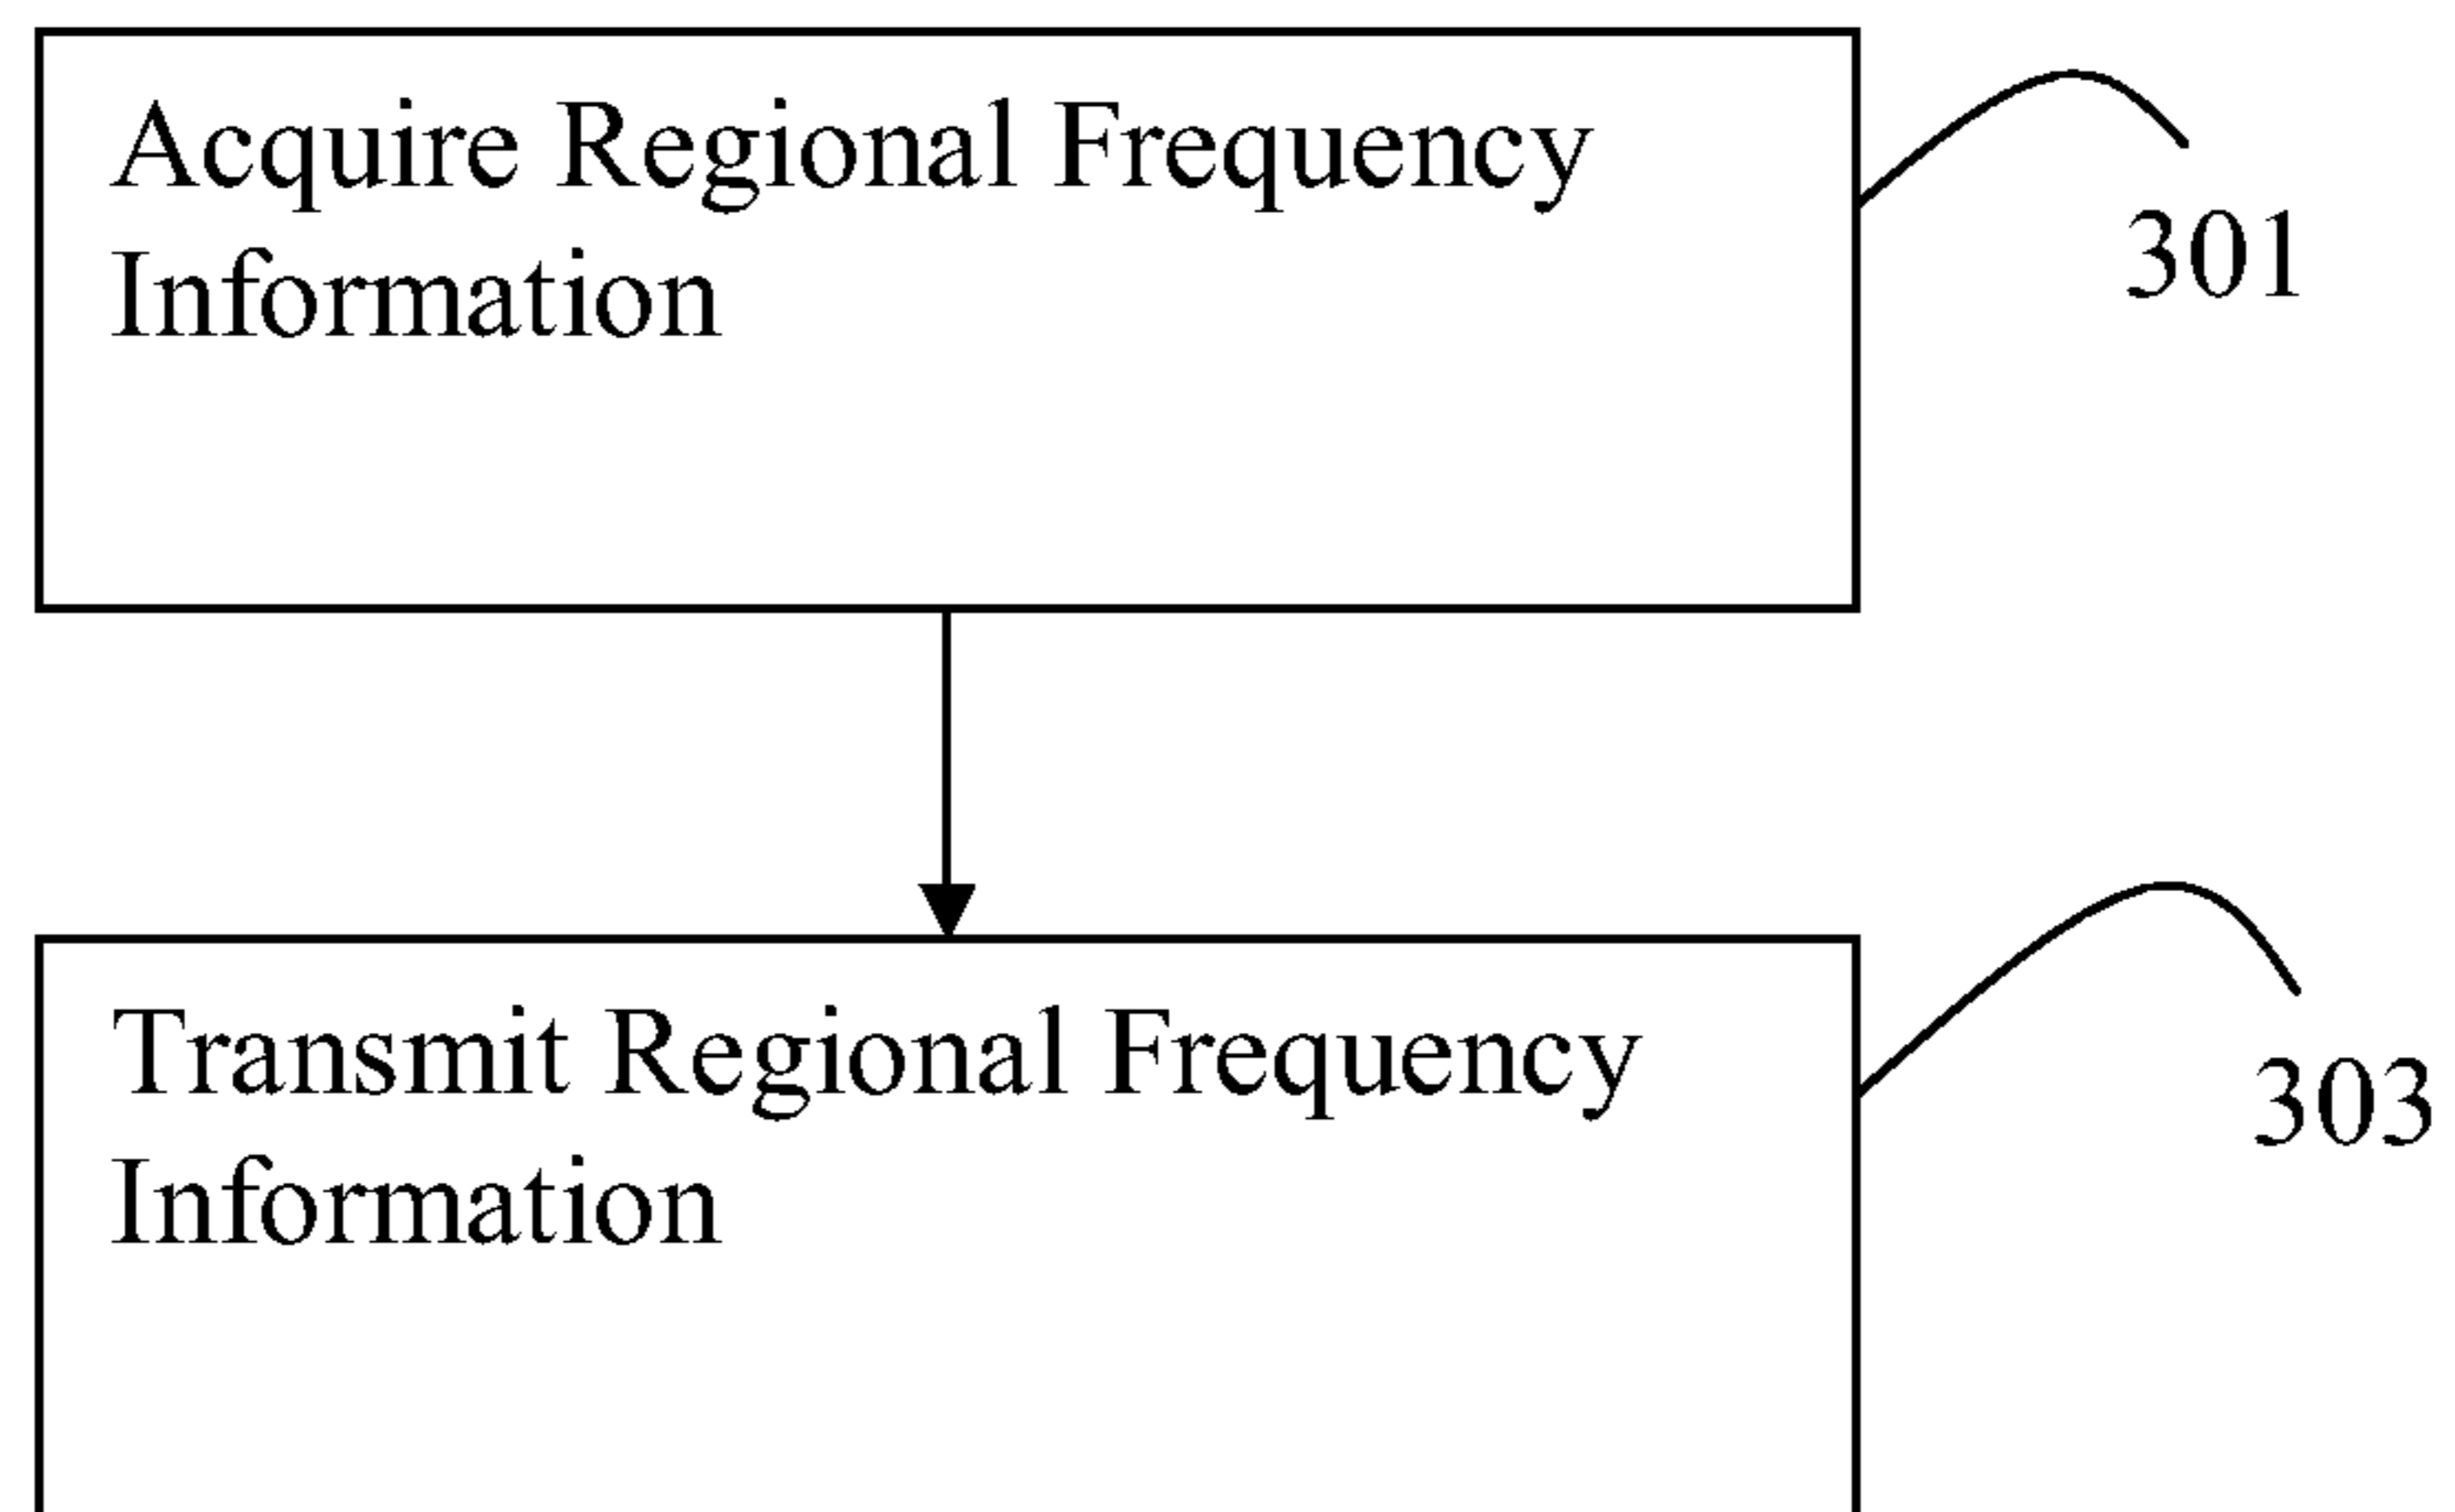 Acquire Regional Frequency
Information
301
Transmit Regional Frequency
Information
303